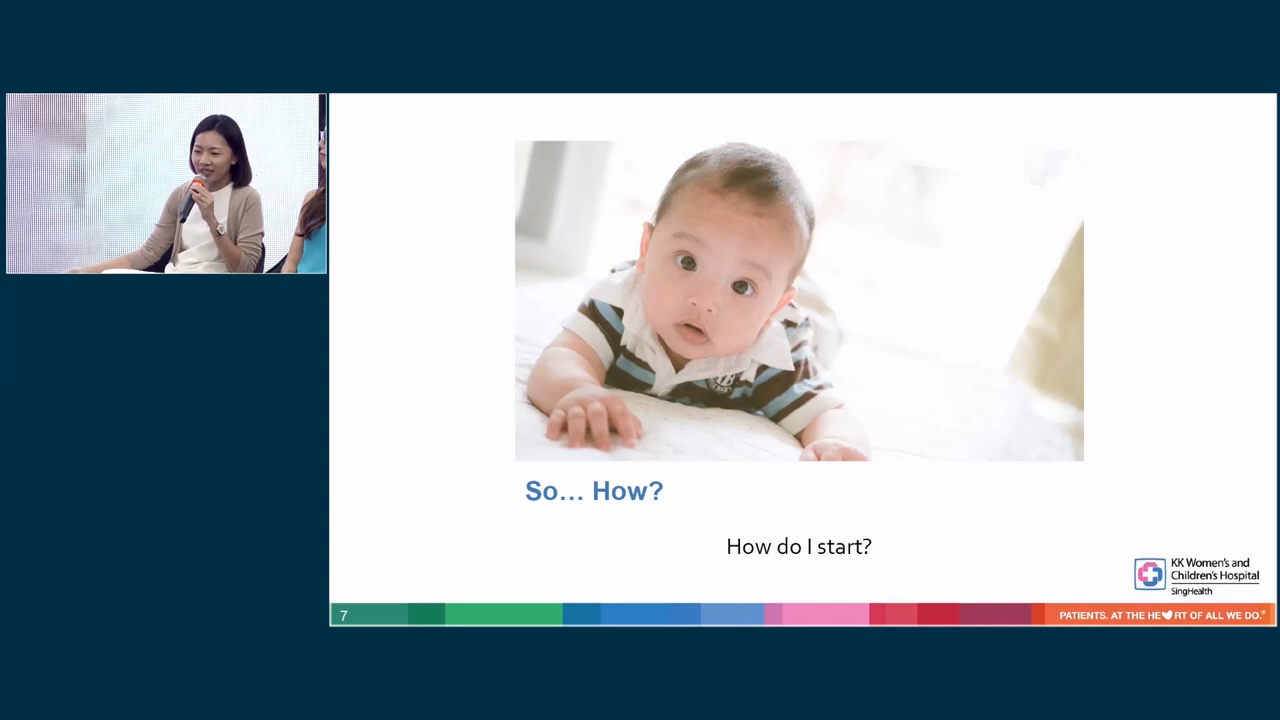 So… How?
How do I start?
KK Women's and
Children's Hospital
SingHealth
7
PATIENTS. AT THE HE RT OF ALL WE DO.®